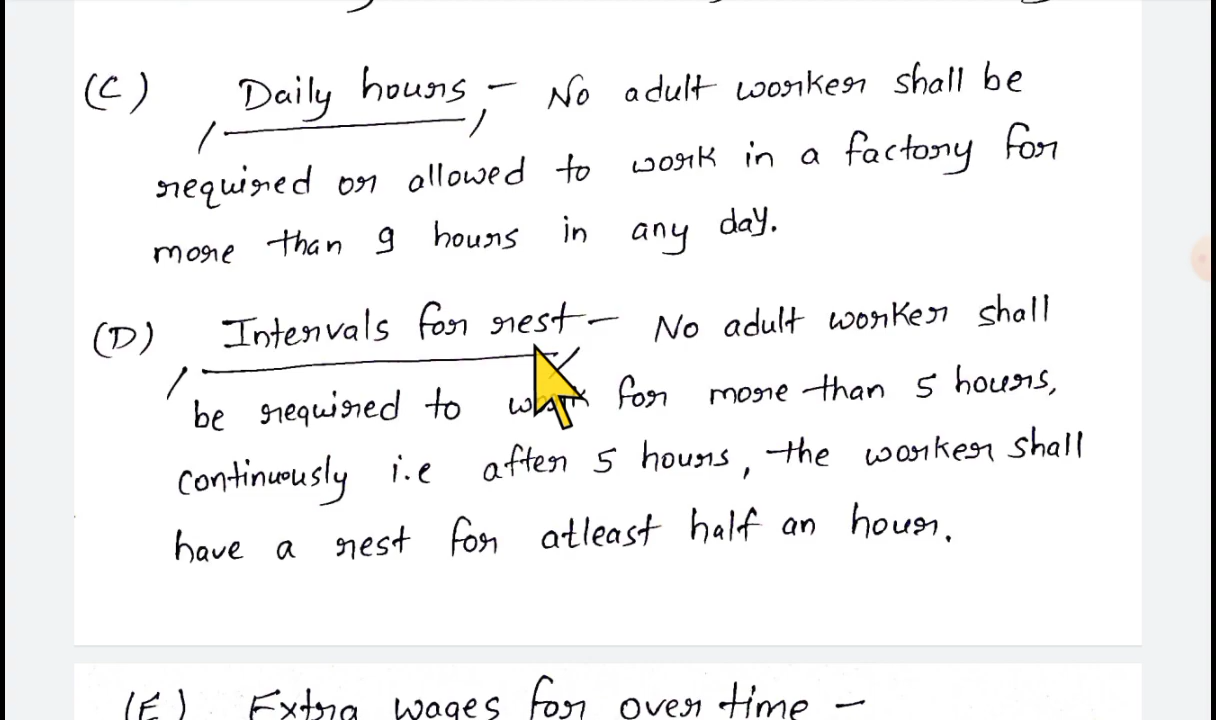 (C) Daily hours - No adult worker shall be
required or allowed to work in a factory for
more than 9 hours in any day.
(D) Intervals for rest - No adult worker shall
be required to work for more than 5 hours,
continuously i.e after 5 hours, the worker shall
have a rest for atleast half an hour.
(E) Extra wages for over time -